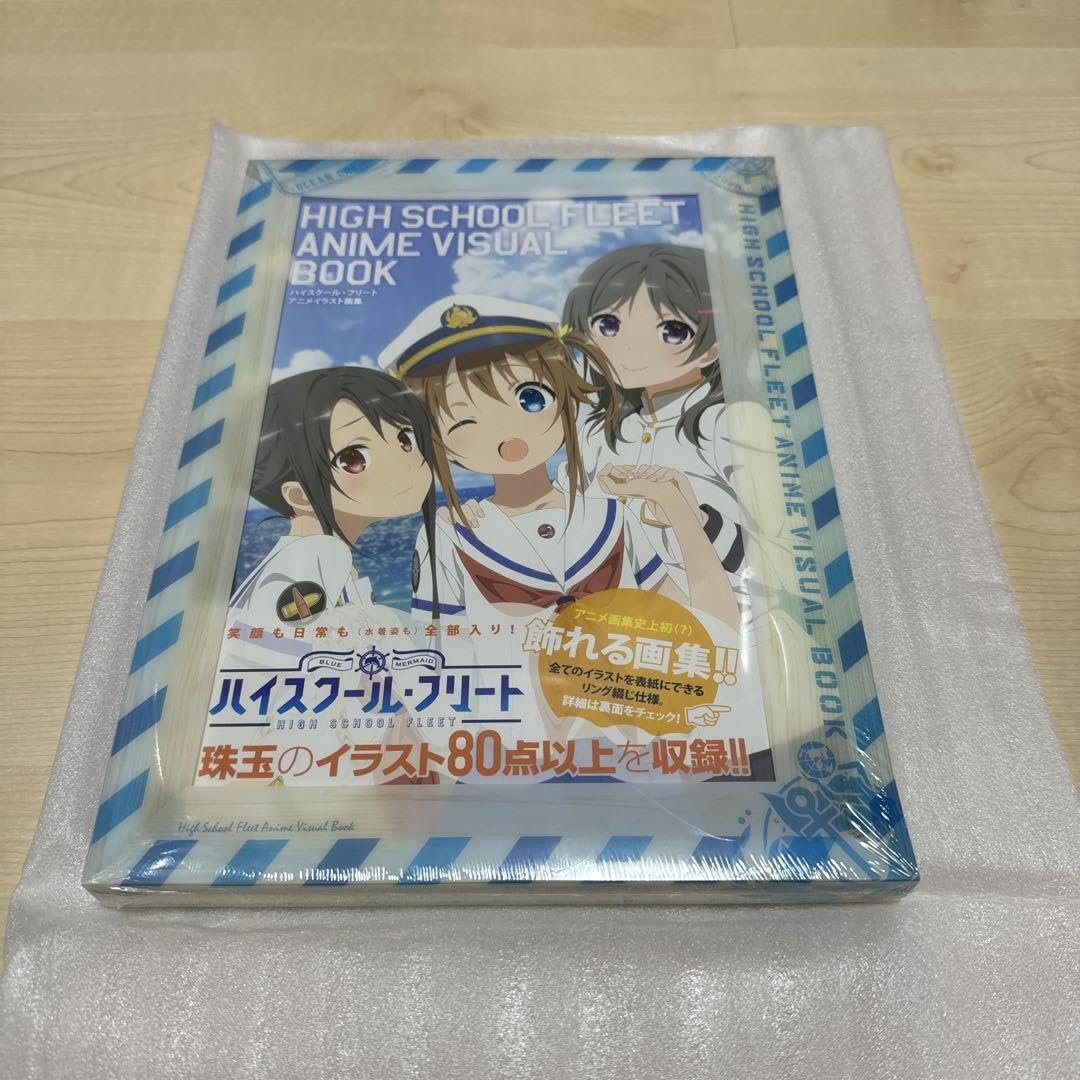 OCEAN
HIGH SCHOOL FLEET
ANIME VISUAL
BOOK
ハイスクール・フリート
アニメイラスト画集
HIGH SCHOOL FLEET ANIME VISUAL BOOK
笑顔も日常も(水着姿も)全部入り!
BLUE MERMAID
ハイスクール・フリート
HIGH SCHOOL FLEET
アニメ画集史上初(?)
飾れる画集!!
全てのイラストを表紙にできる
リング綴じ仕様。
詳細は裏面をチェック!
珠玉のイラスト80点以上を収録!!
High School Fleet Anime Visual Book